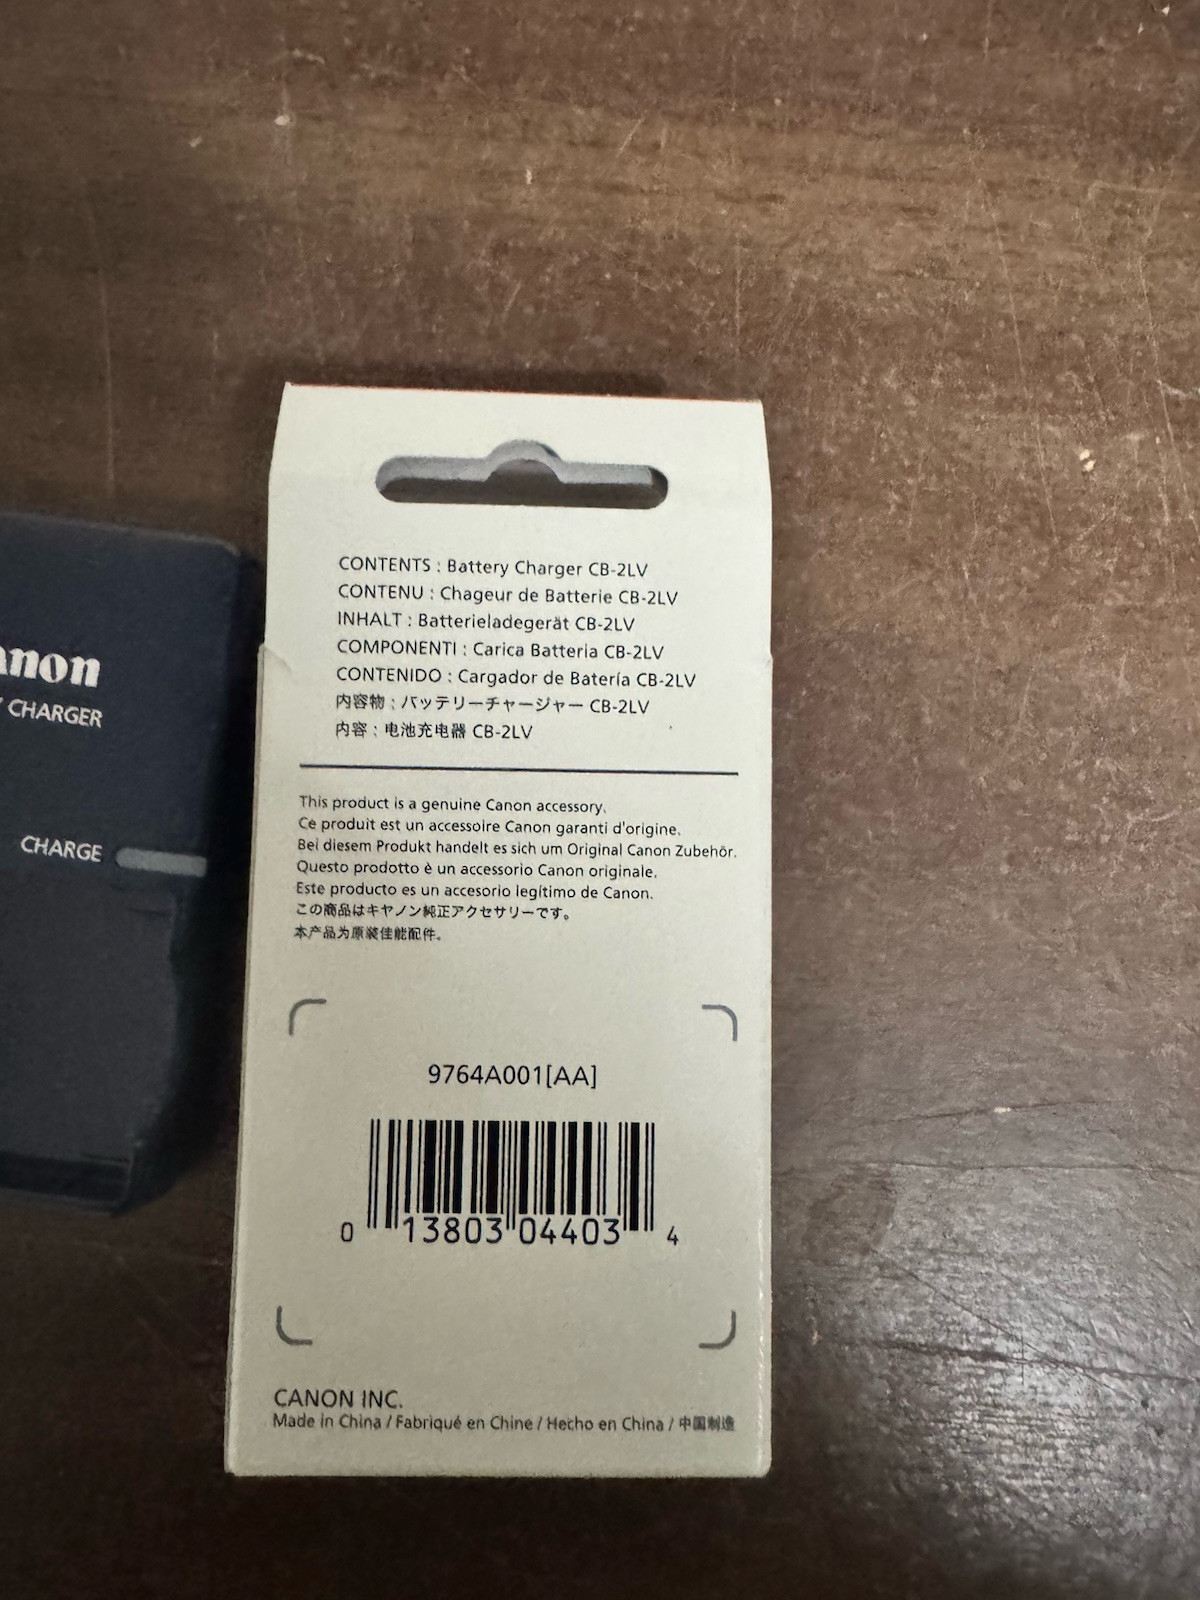 CONTENTS : Battery Charger CB-2LV
CONTENU : Chageur de Batterie CB-2LV
INHALT : Batterieladegerät CB-2LV
COMPONENTI : Carica Batteria CB-2LV
CONTENIDO : Cargador de Batería CB-2LV
内容物 : バッテリーチャージャー CB-2LV
内容 : 电池充电器 CB-2LV
anon
CHARGER
CHARGE
This product is a genuine Canon accessory.
Ce produit est un accessoire Canon garanti d'origine.
Bei diesem Produkt handelt es sich um Original Canon Zubehör.
Questo prodotto è un accessorio Canon originale.
Este producto es un accesorio legítimo de Canon.
この商品はキヤノン純正アクセサリーです。
本产品为原装佳能配件。
9764A001[AA]
0 13803 04403 4
CANON INC.
Made in China / Fabriqué en Chine / Hecho en China / 中国制造